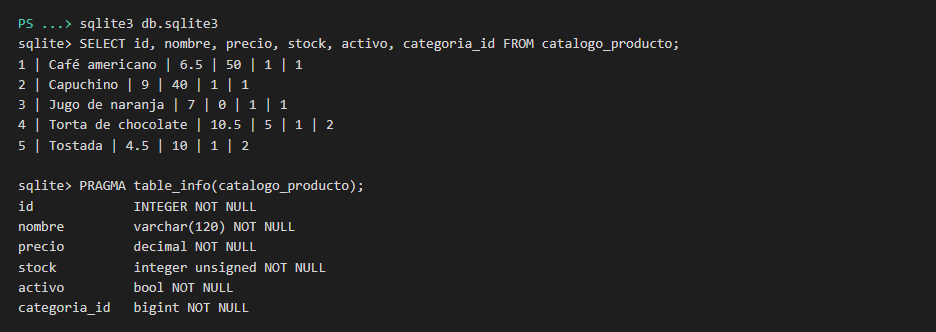 PS ...> sqlite3 db.sqlite3
sqlite> SELECT id, nombre, precio, stock, activo, categoria_id FROM catalogo_producto;
1 | Café americano | 6.5 | 50 | 1 | 1
2 | Capuchino | 9 | 40 | 1 | 1
3 | Jugo de naranja | 7 | 0 | 1 | 1
4 | Torta de chocolate | 10.5 | 5 | 1 | 2
5 | Tostada | 4.5 | 10 | 1 | 2
sqlite> PRAGMA table_info(catalogo_producto);
id             INTEGER NOT NULL
nombre         varchar(120) NOT NULL
precio         decimal NOT NULL
stock          integer unsigned NOT NULL
activo         bool NOT NULL
categoria_id   bigint NOT NULL